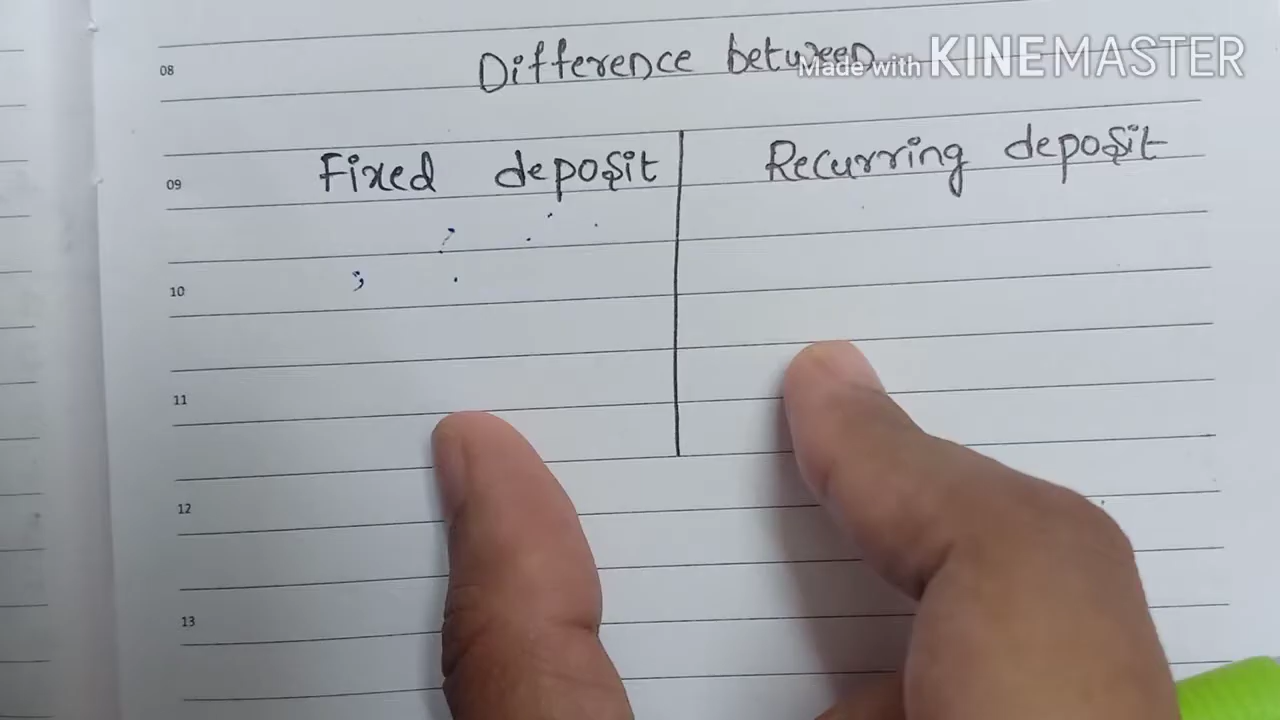 Difference between
Made with KINEMASTER
08
Fixed deposit
Recurring deposit
09
10
11
12
13